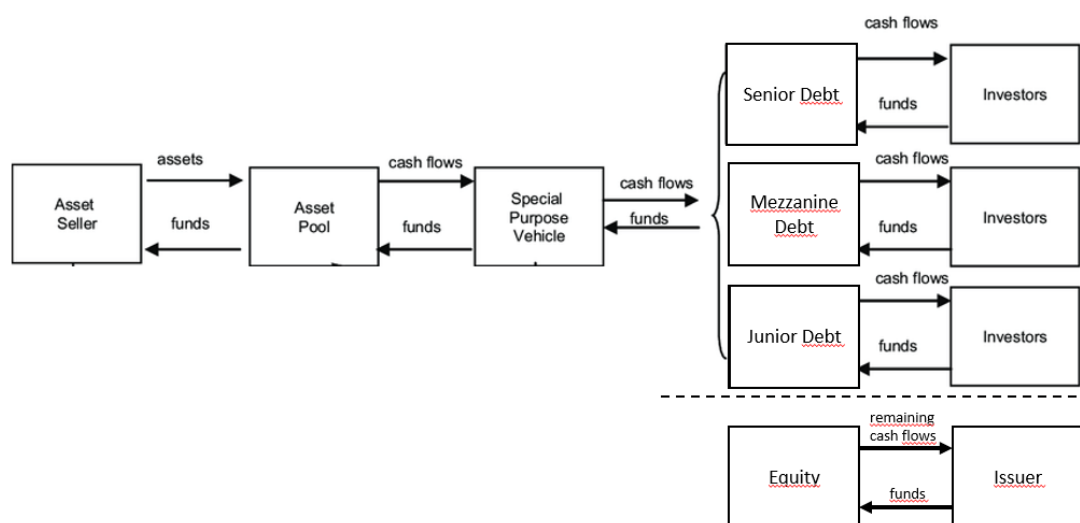 cash flows
Senior Debt
funds
Investors
assets
Asset
Seller
funds
Asset
Pool
cash flows
funds
Special
Purpose
Vehicle
cash flows
funds
cash flows
Mezzanine
Debt
funds
Investors
cash flows
Junior Debt
funds
Investors
remaining
cash flows
Equity
funds
Issuer